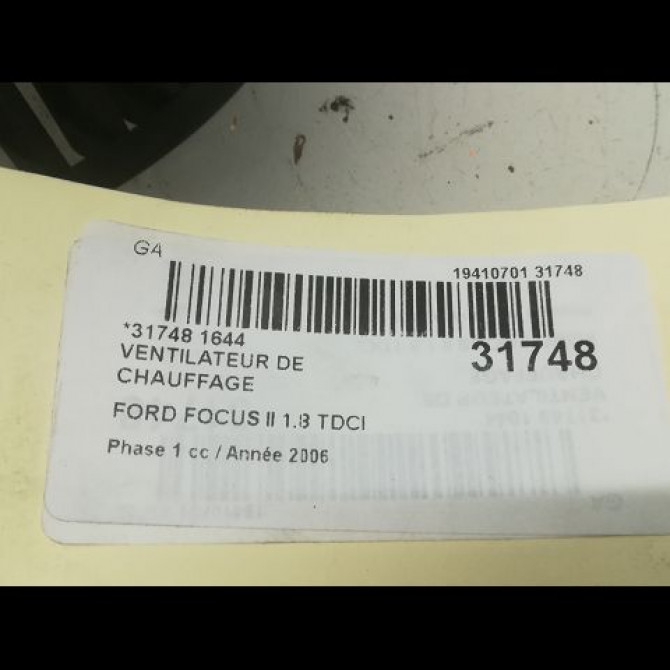 GA
19410701 31748
*31748 1644
31748
VENTILATEUR DE
CHAUFFAGE
FORD FOCUS II 1.8 TDCI
Phase 1 cc / Année 2006